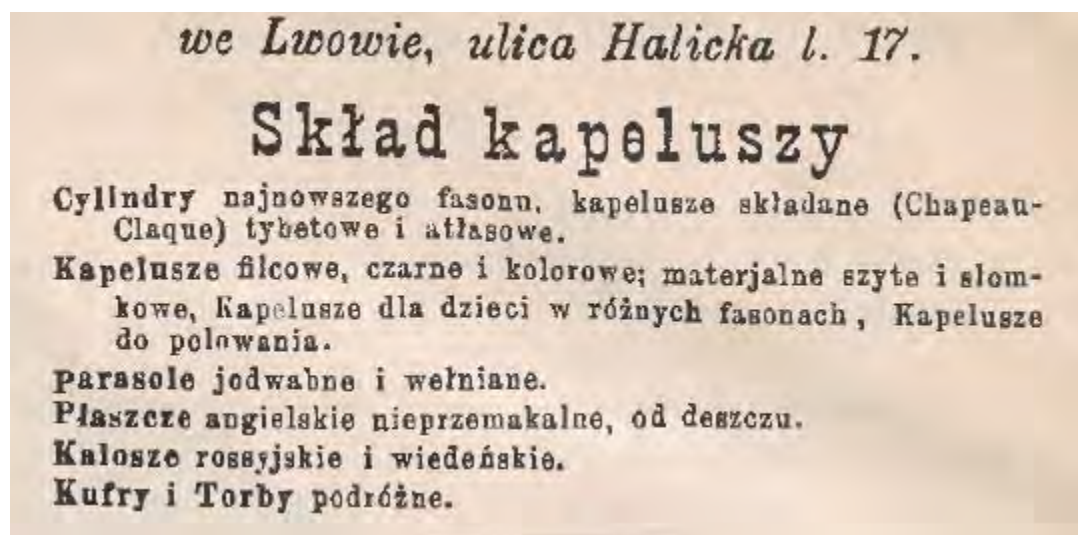 we Lwowie, ulica Halicka l. 17.
Skład kapeluszy
Cylindry najnowszego fasonu, kapelusze składane (Chapeau-
Claque) tybetowe i atłasowe.
Kapelusze filcowe, czarne i kolorowe; materjalne szyte i słom-
kowe, Kapelusze dla dzieci w różnych fasonach, Kapelusze
do polowania.
Parasole jedwabne i wełniane.
Płaszcze angielskie nieprzemakalne, od deszczu.
Kalosze rossyjskie i wiedeńskie.
Kufry i Torby podróżne.